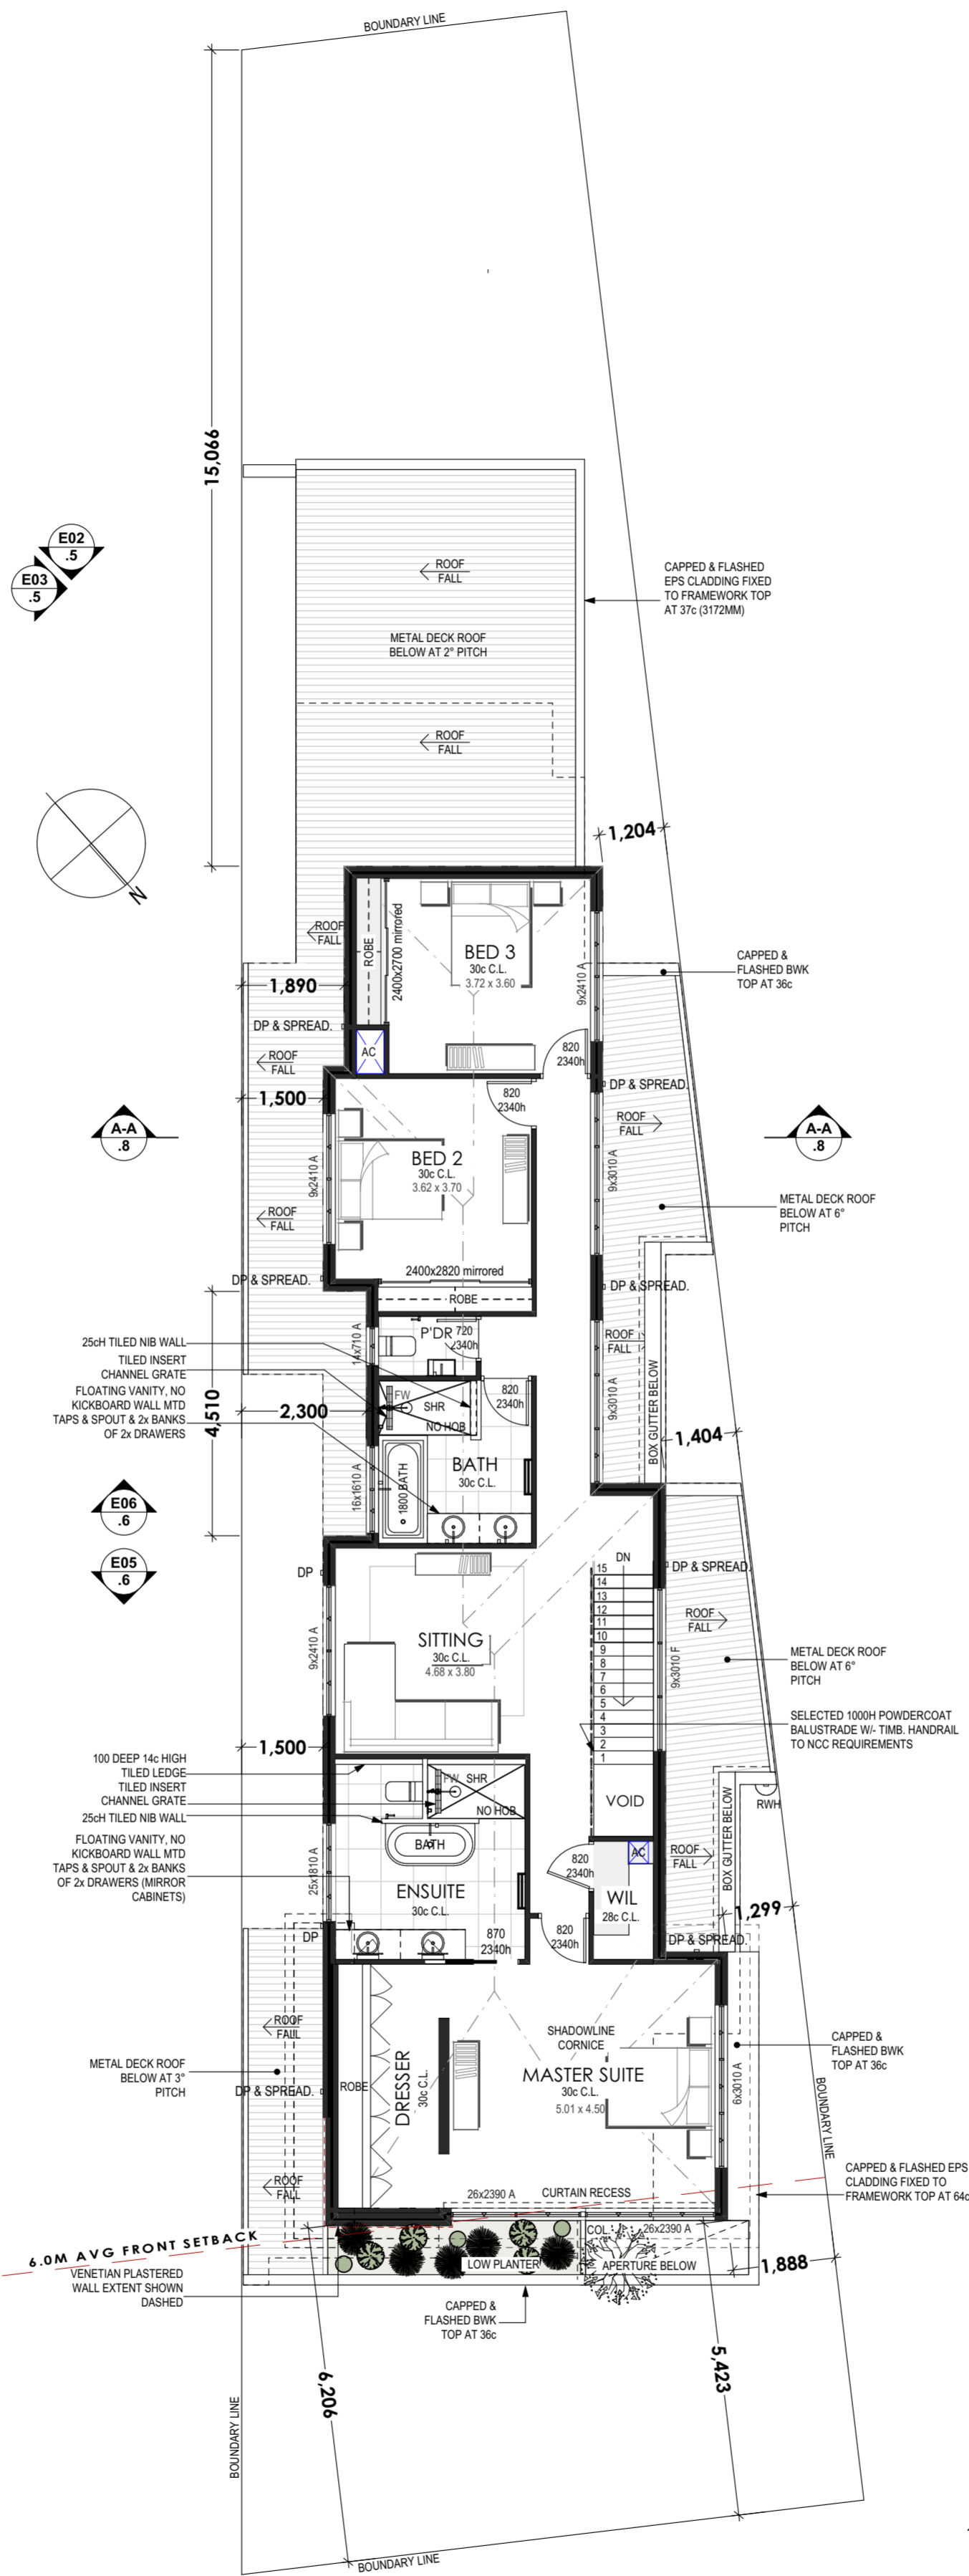 BOUNDARY LINE
15,066
E02
.5
E03
.5
ROOF
FALL
CAPPED & FLASHED
EPS CLADDING FIXED
TO FRAMEWORK TOP
AT 37c (3172MM)
METAL DECK ROOF
BELOW AT 2° PITCH
ROOF
FALL
N
1,204
ROOF
FALL
ROBE
2400x2700 mirrored
BED 3
30c C.L.
3.72 x 3.60
9x2410 A
CAPPED &
FLASHED BWK
TOP AT 36c
1,890
DP & SPREAD.
AC
820
2340h
ROOF
FALL
1,500
820
2340h
DP & SPREAD.
ROOF
FALL
A-A
.8
A-A
.8
9x2410 A
BED 2
30c C.L.
3.62 x 3.70
9x3010 A
METAL DECK ROOF
BELOW AT 6°
PITCH
ROOF
FALL
DP & SPREAD.
2400x2820 mirrored
ROBE
DP & SPREAD.
25cH TILED NIB WALL
TILED INSERT
CHANNEL GRATE
FLOATING VANITY, NO
KICKBOARD WALL MTD
TAPS & SPOUT & 2x BANKS
OF 2x DRAWERS
4,510
14x710 A
P'DR
720
2340h
ROOF
FALL
FW
SHR
NO HOB
820
2340h
9x3010 A
BOX GUTTER BELOW
2,300
1,404
BATH
30c C.L.
1800 BATH
16x1610 A
E06
.6
E05
.6
DP
DN
15
14
13
12
11
10
9
8
7
6
5
4
3
2
1
DP & SPREAD.
ROOF
FALL
9x2410 A
SITTING
30c C.L.
4.68 x 3.80
9x3010 F
METAL DECK ROOF
BELOW AT 6°
PITCH
SELECTED 1000H POWDERCOAT
BALUSTRADE W/- TIMB. HANDRAIL
TO NCC REQUIREMENTS
1,500
100 DEEP 14c HIGH
TILED LEDGE
TILED INSERT
CHANNEL GRATE
25cH TILED NIB WALL
FLOATING VANITY, NO
KICKBOARD WALL MTD
TAPS & SPOUT & 2x BANKS
OF 2x DRAWERS (MIRROR
CABINETS)
FW
SHR
NO HOB
VOID
RWH
BATH
25x1810 A
ENSUITE
30c C.L.
820
2340h
AC
WIL
28c C.L.
ROOF
FALL
BOX GUTTER BELOW
1,299
DP
870
2340h
820
2340h
DP & SPREAD.
ROOF
FALL
METAL DECK ROOF
BELOW AT 3°
PITCH
DP & SPREAD.
ROBE
DRESSER
30c C.L.
SHADOWLINE
CORNICE
MASTER SUITE
30c C.L.
5.01 x 4.50
6x3010 A
CAPPED &
FLASHED BWK
TOP AT 36c
BOUNDARY LINE
ROOF
FALL
26x2390 A
CURTAIN RECESS
CAPPED & FLASHED EPS
CLADDING FIXED TO
FRAMEWORK TOP AT 64c
6.0M AVG FRONT SETBACK
VENETIAN PLASTERED
WALL EXTENT SHOWN
DASHED
LOW PLANTER
COL
26x2390 A
APERTURE BELOW
1,888
CAPPED &
FLASHED BWK
TOP AT 36c
6,206
5,423
BOUNDARY LINE
BOUNDARY LINE